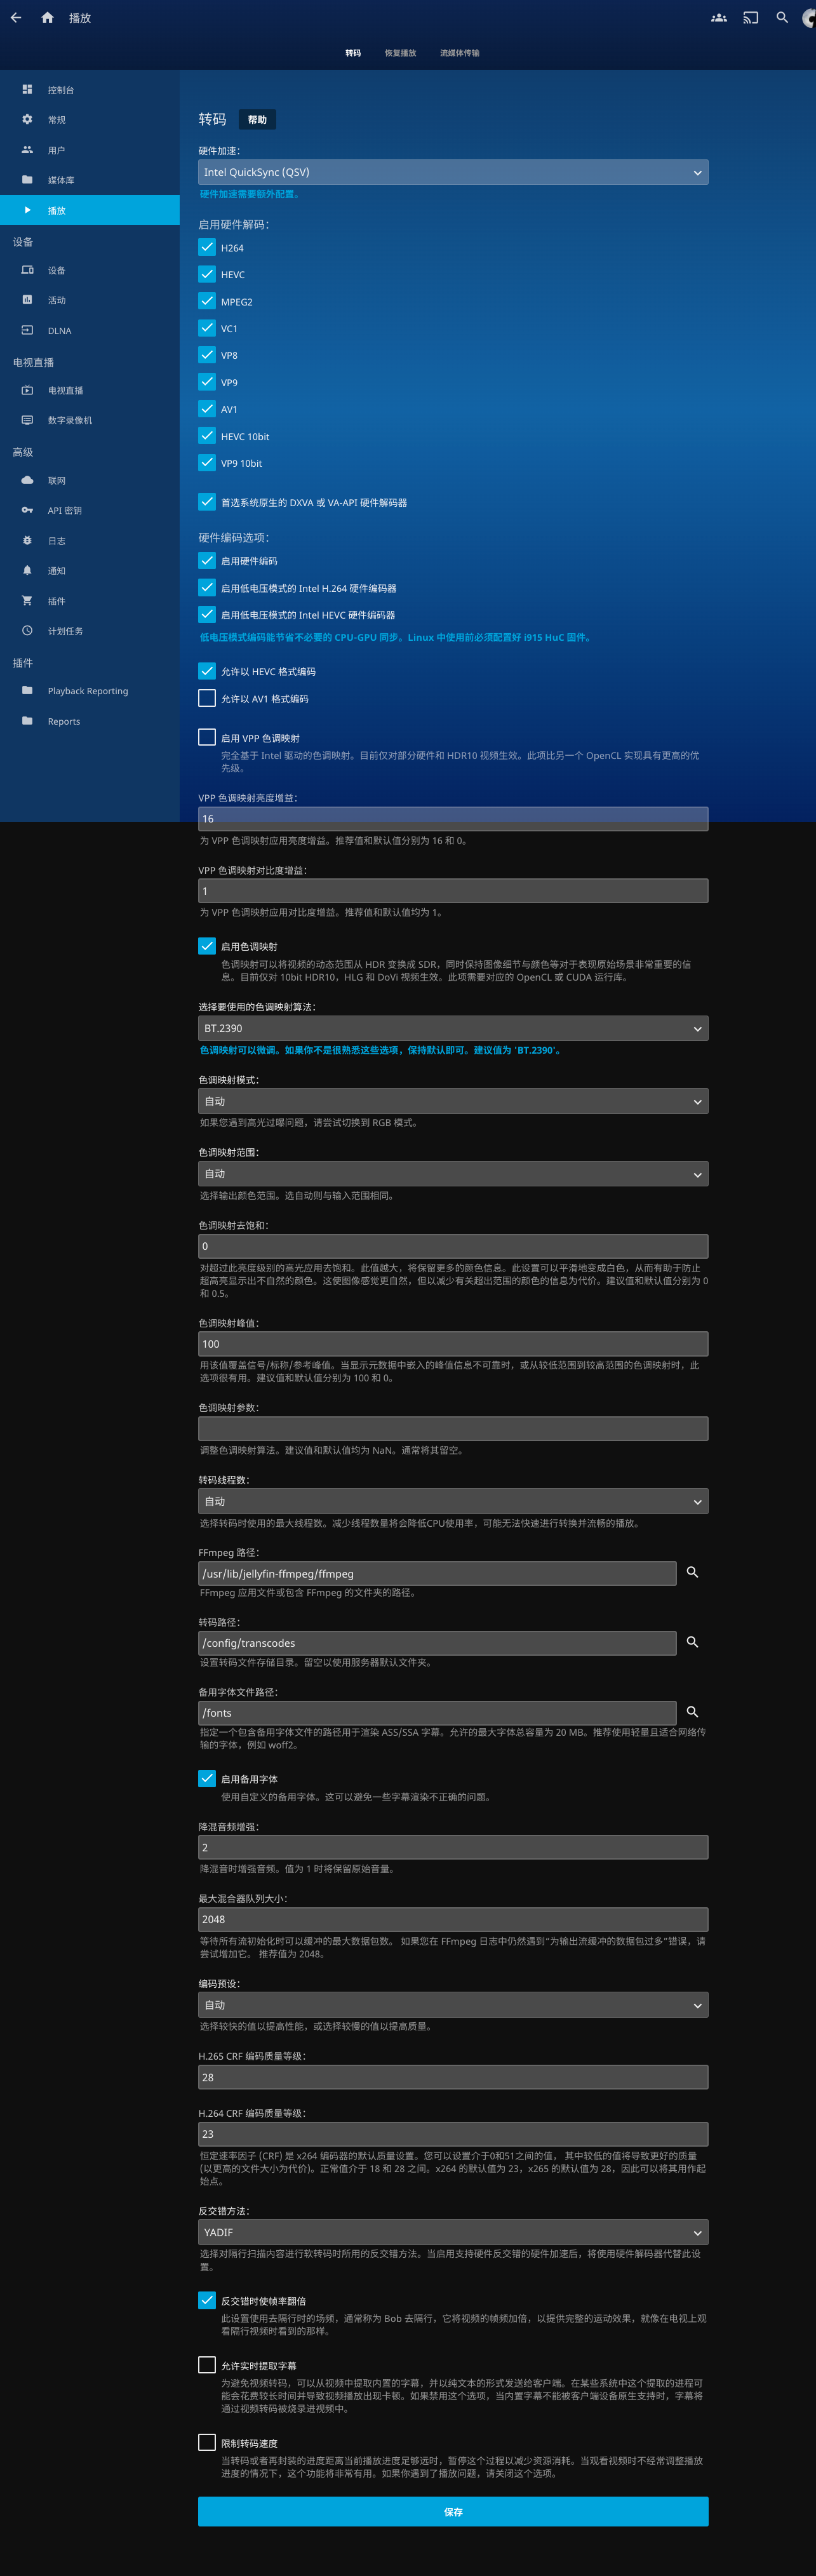 播放
转码
恢复播放
流媒体传输
控制台
常规
用户
媒体库
播放
设备
设备
活动
DLNA
电视直播
电视直播
数字录像机
高级
联网
API 密钥
日志
通知
插件
计划任务
插件
Playback Reporting
Reports
转码
帮助
硬件加速：
Intel QuickSync (QSV)
硬件加速需要额外配置。
启用硬件解码：
H264
HEVC
MPEG2
VC1
VP8
VP9
AV1
HEVC 10bit
VP9 10bit
首选系统原生的 DXVA 或 VA-API 硬件解码器
硬件编码选项：
启用硬件编码
启用低电压模式的 Intel H.264 硬件编码器
启用低电压模式的 Intel HEVC 硬件编码器
低电压模式编码能节省不必要的 CPU-GPU 同步。Linux 中使用前必须配置好 i915 HuC 固件。
允许以 HEVC 格式编码
允许以 AV1 格式编码
启用 VPP 色调映射
完全基于 Intel 驱动的色调映射。目前仅对部分硬件和 HDR10 视频生效。此项比另一个 OpenCL 实现具有更高的优
先级。
VPP 色调映射亮度增益：
16
为 VPP 色调映射应用亮度增益。推荐值和默认值分别为 16 和 0。
VPP 色调映射对比度增益：
1
为 VPP 色调映射应用对比度增益。推荐值和默认值均为 1。
启用色调映射
色调映射可以将视频的动态范围从 HDR 变换成 SDR，同时保持图像细节与颜色等对于表现原始场景非常重要的信
息。目前仅对 10bit HDR10，HLG 和 DoVi 视频生效。此项需要对应的 OpenCL 或 CUDA 运行库。
选择要使用的色调映射算法：
BT.2390
色调映射可以微调。如果你不是很熟悉这些选项，保持默认即可。建议值为 'BT.2390'。
色调映射模式：
自动
如果您遇到高光过曝问题，请尝试切换到 RGB 模式。
色调映射范围：
自动
选择输出颜色范围。选自动则与输入范围相同。
色调映射去饱和：
0
对超过此亮度级别的高光应用去饱和。此值越大，将保留更多的颜色信息。此设置可以平滑地变成白色，从而有助于防止
超高亮显示出不自然的颜色。这使图像感觉更自然，但以减少有关超出范围的颜色的信息为代价。建议值和默认值分别为 0
和 0.5。
色调映射峰值：
100
用该值覆盖信号/标称/参考峰值。当显示元数据中嵌入的峰值信息不可靠时，或从较低范围到较高范围的色调映射时，此
选项很有用。建议值和默认值分别为 100 和 0。
色调映射参数：
调整色调映射算法。建议值和默认值均为 NaN。通常将其留空。
转码线程数：
自动
选择转码时使用的最大线程数。减少线程数量将会降低CPU使用率，可能无法快速进行转换并流畅的播放。
FFmpeg 路径：
/usr/lib/jellyfin-ffmpeg/ffmpeg
FFmpeg 应用文件或包含 FFmpeg 的文件夹的路径。
转码路径：
/config/transcodes
设置转码文件存储目录。留空以使用服务器默认文件夹。
备用字体文件路径：
/fonts
指定一个包含备用字体文件的路径用于渲染 ASS/SSA 字幕。允许的最大字体总容量为 20 MB。推荐使用轻量且适合网络传
输的字体，例如 woff2。
启用备用字体
使用自定义的备用字体。这可以避免一些字幕渲染不正确的问题。
降混音频增强：
2
降混音时增强音频。值为 1 时将保留原始音量。
最大混合器队列大小：
2048
等待所有流初始化时可以缓冲的最大数据包数。 如果您在 FFmpeg 日志中仍然遇到“为输出流缓冲的数据包过多”错误，请
尝试增加它。 推荐值为 2048。
编码预设：
自动
选择较快的值以提高性能，或选择较慢的值以提高质量。
H.265 CRF 编码质量等级：
28
H.264 CRF 编码质量等级：
23
恒定速率因子 (CRF) 是 x264 编码器的默认质量设置。您可以设置介于0和51之间的值， 其中较低的值将导致更好的质量
(以更高的文件大小为代价)。正常值介于 18 和 28 之间。x264 的默认值为 23，x265 的默认值为 28，因此可以将其用作起
始点。
反交错方法：
YADIF
选择对隔行扫描内容进行软转码时所用的反交错方法。当启用支持硬件反交错的硬件加速后，将使用硬件解码器代替此设
置。
反交错时使帧率翻倍
此设置使用去隔行时的场频，通常称为 Bob 去隔行，它将视频的帧频加倍，以提供完整的运动效果，就像在电视上观
看隔行视频时看到的那样。
允许实时提取字幕
为避免视频转码，可以从视频中提取内置的字幕，并以纯文本的形式发送给客户端。在某些系统中这个提取的进程可
能会花费较长时间并导致视频播放出现卡顿。如果禁用这个选项，当内置字幕不能被客户端设备原生支持时，字幕将
通过视频转码被烧录进视频中。
限制转码速度
当转码或者再封装的进度距离当前播放进度足够远时，暂停这个过程以减少资源消耗。当观看视频时不经常调整播放
进度的情况下，这个功能将非常有用。如果你遇到了播放问题，请关闭这个选项。
保存